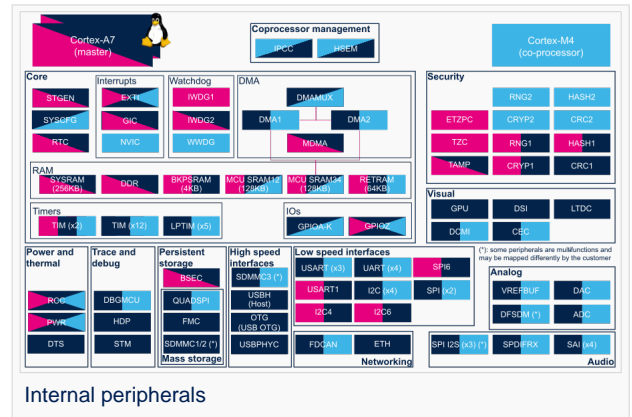 Cortex-A7
(master)
Coprocessor management
IPCC
HSEM
Cortex-M4
(co-processor)
Core
STGEN
SYSCFG
RTC
Interrupts
EXTI
GIC
NVIC
Watchdog
IWDG1
IWDG2
WWDG
DMA
DMAMUX
DMA1
DMA2
MDMA
Security
RNG2
HASH2
ETZPC
CRYP2
CRC2
TZC
RNG1
HASH1
TAMP
CRYP1
CRC1
RAM
SYSRAM
(256KB)
DDR
BKPSRAM
(4KB)
MCU SRAM12
(128KB)
MCU SRAM34
(128KB)
RETRAM
(64KB)
Timers
TIM (x2)
TIM (x12)
LPTIM (x5)
IOs
GPIOA-K
GPIOZ
Visual
GPU
DSI
LTDC
DCMI
CEC
Power and
thermal
RCC
PWR
DTS
Trace and
debug
DBGMCU
HDP
STM
Persistent
storage
BSEC
QUADSPI
FMC
SDMMC1/2 (*)
Mass storage
High speed
interfaces
SDMMC3 (*)
USBH
(Host)
OTG
(USB OTG)
USBPHYC
Low speed interfaces
USART (x3)
UART (x4)
SPI6
USART1
I2C (x4)
SPI (x2)
I2C4
I2C6
FDCAN
ETH
Networking
(*): some peripherals are multifunctions and
may be mapped differently by the customer
Analog
VREFBUF
DAC
DFSDM (*)
ADC
SPI I2S (x3) (*)
SPDIFRX
SAI (x4)
Audio
Internal peripherals